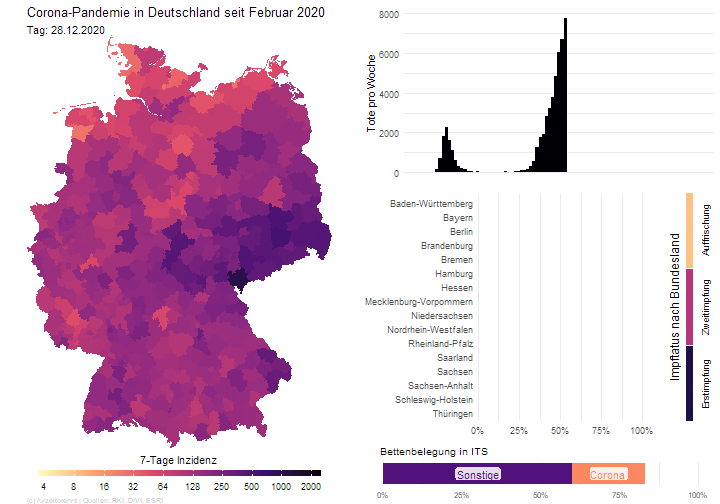 Corona-Pandemie in Deutschland seit Februar 2020
Tag: 28.12.2020
7-Tage Inzidenz
4 8 16 32 64 125 250 500 1000 2000
(c) /u/zeitbrennt | Quellen: RKI, DIVI, ESRI
Tote pro Woche
8000
6000
4000
2000
0
Baden-Württemberg
Bayern
Berlin
Brandenburg
Bremen
Hamburg
Hessen
Mecklenburg-Vorpommern
Niedersachsen
Nordrhein-Westfalen
Rheinland-Pfalz
Saarland
Sachsen
Sachsen-Anhalt
Schleswig-Holstein
Thüringen
0% 25% 50% 75% 100%
Impfstatus nach Bundesland
Auffrischung
Zweitimpfung
Erstimpfung
Bettenbelegung in ITS
Sonstige Corona
0% 25% 50% 75% 100%